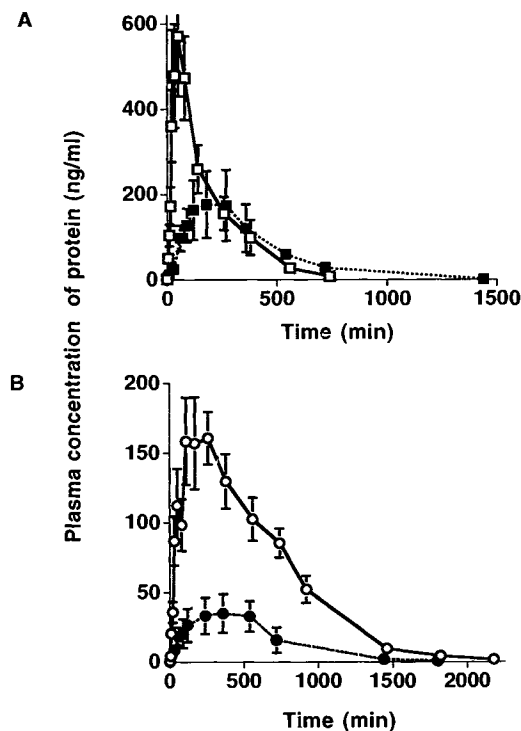 A
600
400
200
0
0 500 1000 1500
Time (min)
Plasma concentration of protein (ng/ml)
B
200
150
100
50
0
0 500 1000 1500 2000
Time (min)